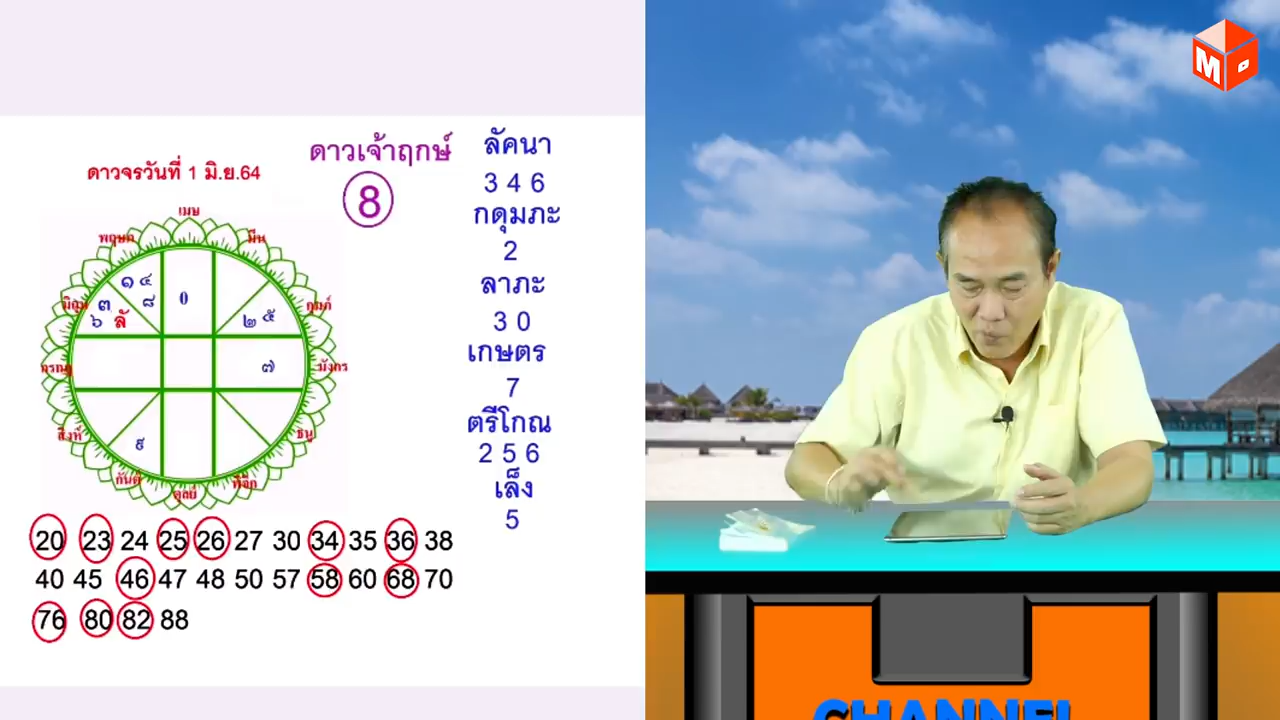 ดาวเจ้าฤกษ์
8
ดาวจรวันที่ 1 มิ.ย.64
ลัคนา
3 4 6
กดุมภะ
2
ลาภะ
3 0
เกษตร
7
ตรีโกณ
2 5 6
เล็ง
5
เมษ
พฤษภ
มีน
มิถุน
กุมภ์
กรกฎ
มังกร
สิงห์
ธนู
กันย์
ตุลย์
พิจิก
๑ ๔
๘
๐
๓
๖ ลั
๒ ๕
๗
๙
20 23 24 25 26 27 30 34 35 36 38
40 45 46 47 48 50 57 58 60 68 70
76 80 82 88
M
CHANNEL